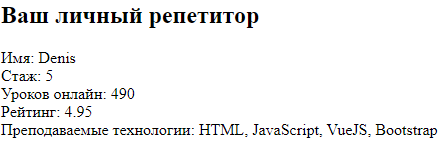 Ваш личный репетитор
Имя: Denis
Стаж: 5
Уроков онлайн: 490
Рейтинг: 4.95
Преподаваемые технологии: HTML, JavaScript, VueJS, Bootstrap